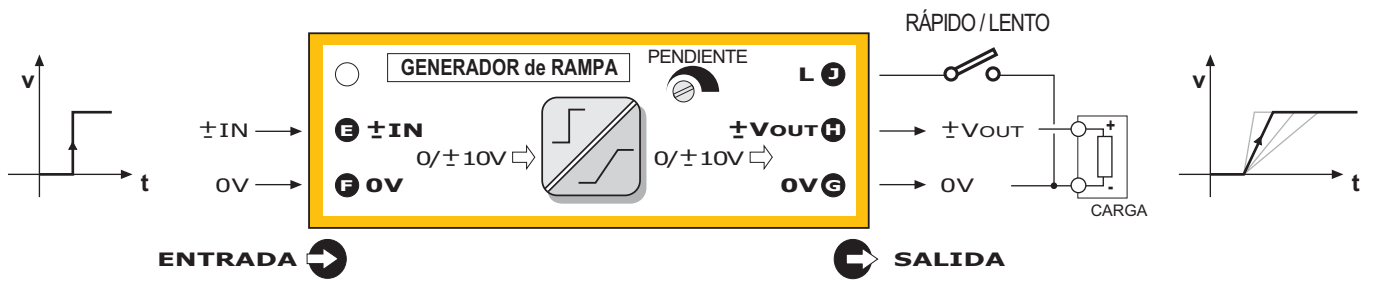 RÁPIDO / LENTO
GENERADOR de RAMPA
PENDIENTE
L J
v
t
±IN
E ±IN
0/±10V
0/±10V
±VOUT H
±VOUT
0V
F 0V
0V G
0V
+
-
CARGA
v
t
ENTRADA
SALIDA